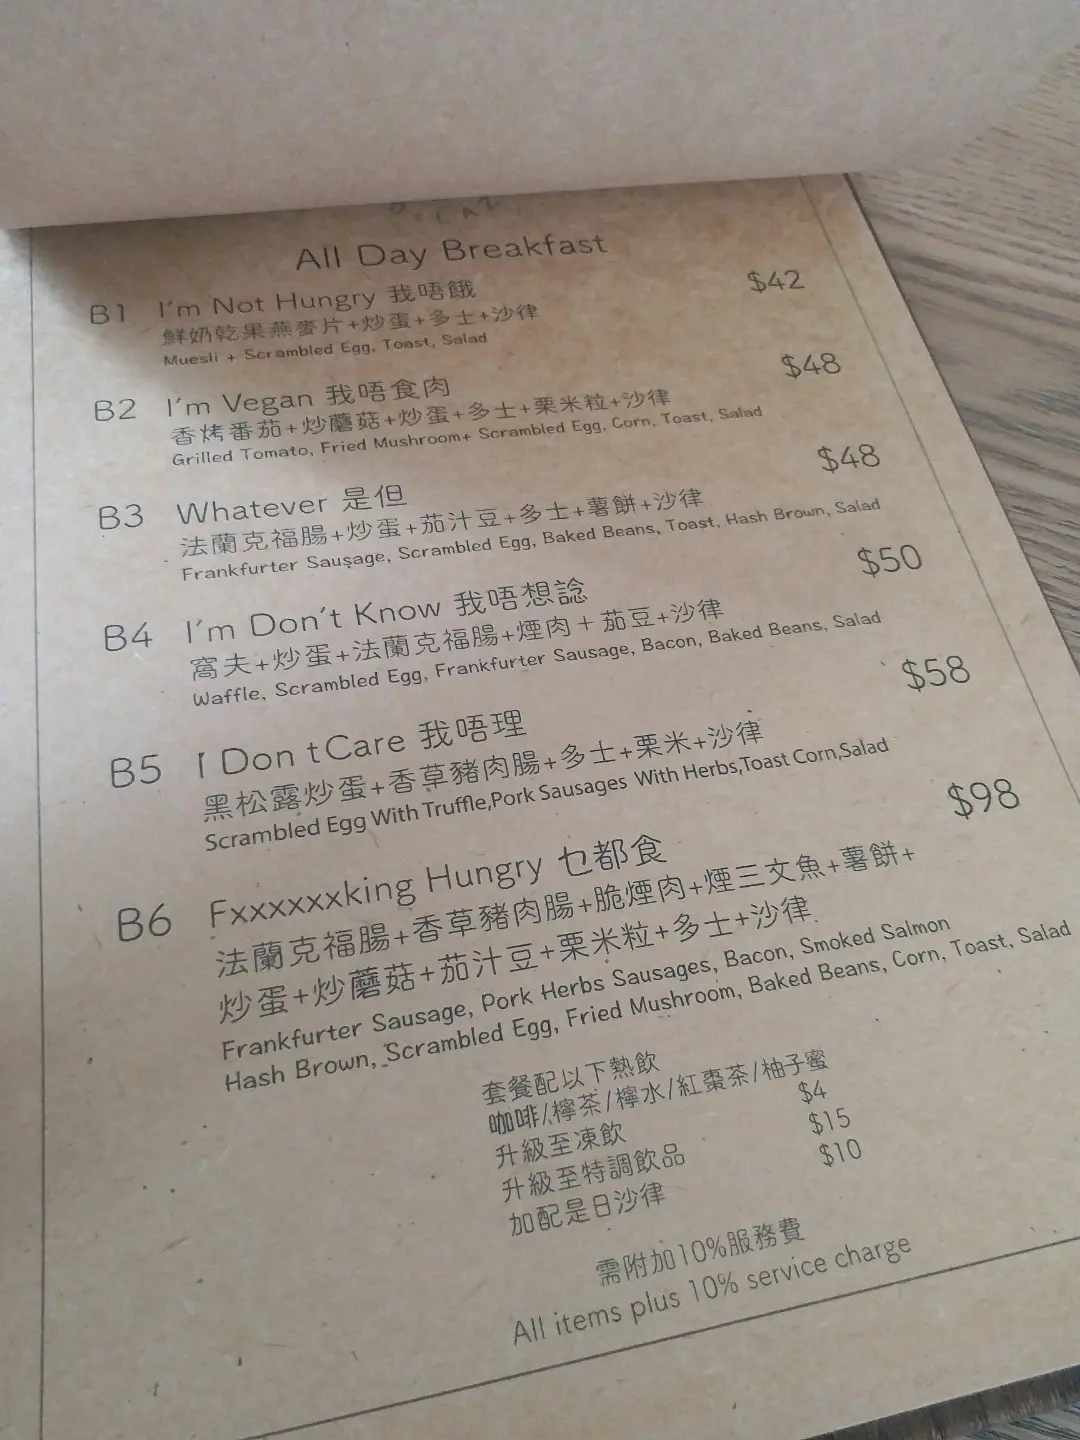 All Day Breakfast
B1 I'm Not Hungry 我唔餓 $42
鮮奶乾果燕麥片+炒蛋+多士+沙律
Muesli + Scrambled Egg, Toast, Salad
B2 I'm Vegan 我唔食肉 $48
香烤番茄+炒蘑菇+炒蛋+多士+栗米粒+沙律
Grilled Tomato, Fried Mushroom+ Scrambled Egg, Corn, Toast, Salad
B3 Whatever 是但 $48
法蘭克福腸+炒蛋+茄汁豆+多士+薯餅+沙律
Frankfurter Sausage, Scrambled Egg, Baked Beans, Toast, Hash Brown, Salad
B4 I'm Don't Know 我唔想諗 $50
窩夫+炒蛋+法蘭克福腸+煙肉+茄豆+沙律
Waffle, Scrambled Egg, Frankfurter Sausage, Bacon, Baked Beans, Salad
B5 I Don t Care 我唔理 $58
黑松露炒蛋+香草豬肉腸+多士+栗米+沙律
Scrambled Egg With Truffle,Pork Sausages With Herbs,Toast Corn,Salad
B6 Fxxxxxxking Hungry 乜都食 $98
法蘭克福腸+香草豬肉腸+脆煙肉+煙三文魚+薯餅+
炒蛋+炒蘑菇+茄汁豆+栗米粒+多士+沙律
Frankfurter Sausage, Pork Herbs Sausages, Bacon, Smoked Salmon
Hash Brown, Scrambled Egg, Fried Mushroom, Baked Beans, Corn, Toast, Salad
套餐配以下熱飲
咖啡/檸茶/檸水/紅棗茶/柚子蜜
升級至凍飲 $4
升級至特調飲品 $15
加配是日沙律 $10
需附加10%服務費
All items plus 10% service charge